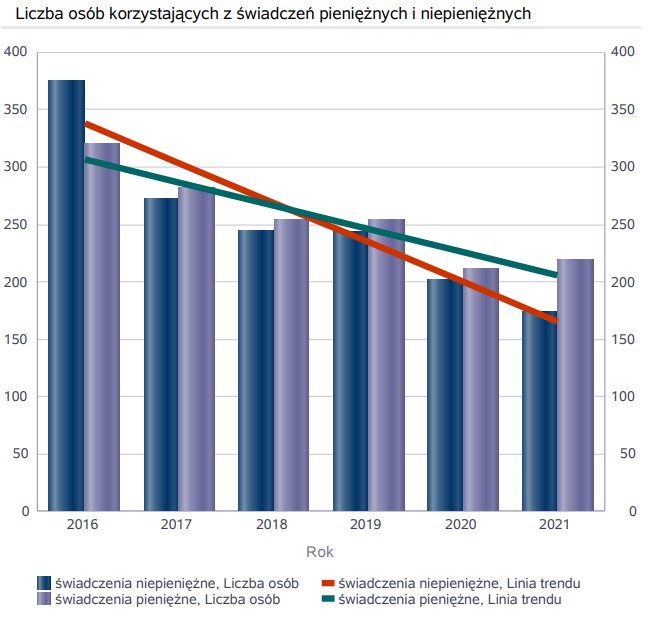 Liczba osób korzystających z świadczeń pieniężnych i niepieniężnych
400 400
350 350
300 300
250 250
200 200
150 150
100 100
50 50
0 0
2016 2017 2018 2019 2020 2021
Rok
świadczenia niepieniężne, Liczba osób świadczenia niepieniężne, Linia trendu
świadczenia pieniężne, Liczba osób świadczenia pieniężne, Linia trendu